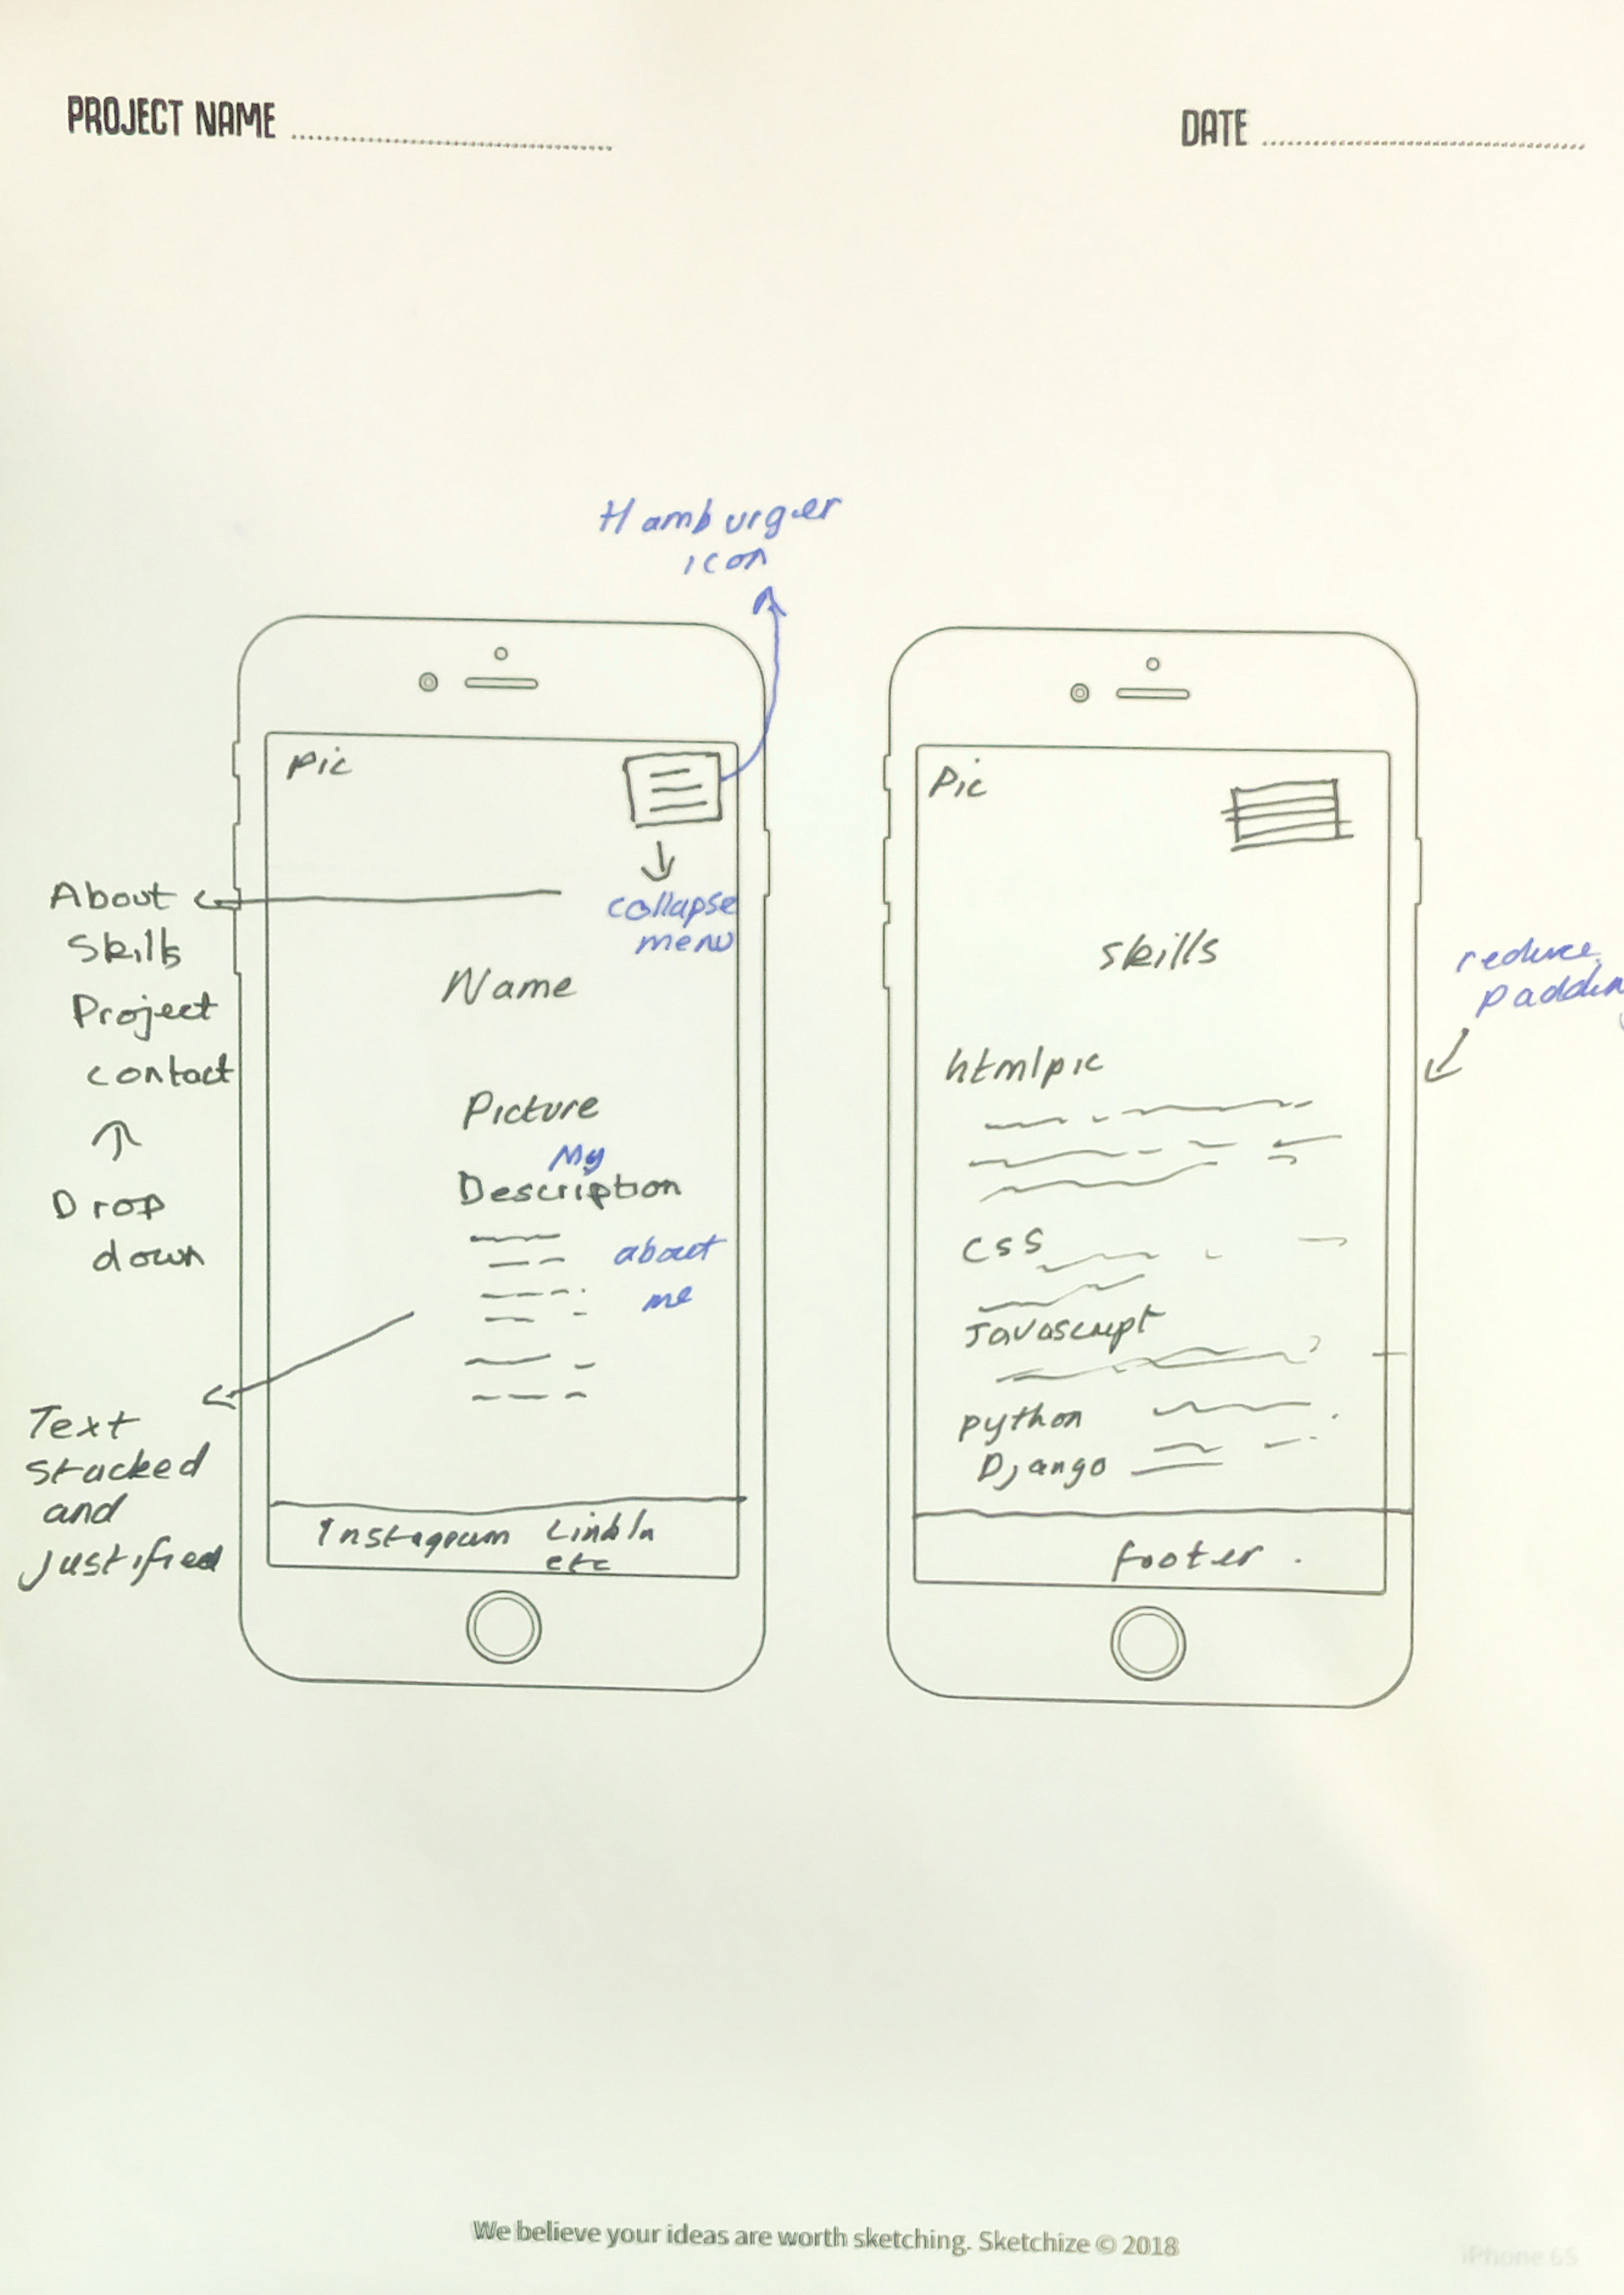 PROJECT NAME
DATE
Hamburger
icon
Pic
collapse
menu
About
Skills
Project
contact
Drop
down
Name
Picture
My
Description
about
me
Text
stacked
and
justified
Instagram LinkIn
etc
Pic
skills
reduce
htmlpic
css
Javascript
python
Django
footer .
We believe your ideas are worth sketching. Sketchize © 2018
iPhone 6S